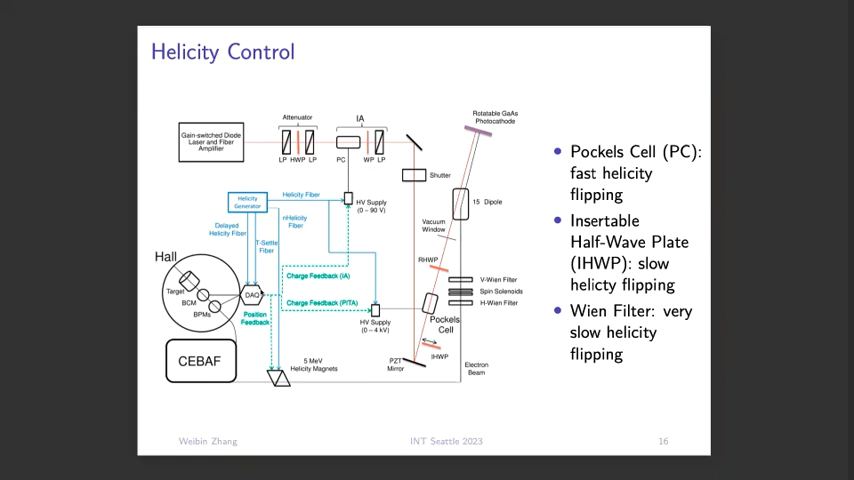 Helicity Control
Rotatable GaAs
Photocathode
Attenuator
IA
Gain-switched Diode
Laser and Fiber
Amplifier
LP HWP LP
PC
WP LP
Shutter
Helicity
Generator
Helicity Fiber
HV Supply
(0 – 90 V)
15 Dipole
nHelicity
Fiber
Delayed
Helicity Fiber
T-Settle
Fiber
Vacuum
Window
Hall
RHWP
Charge Feedback (IA)
V-Wien Filter
Target
Spin Solenoids
DAQ
BCM
Charge Feedback (PITA)
H-Wien Filter
BPMs
Position
Feedback
HV Supply
(0 – 4 kV)
Pockels
Cell
CEBAF
5 MeV
Helicity Magnets
PZT
Mirror
IHWP
Electron
Beam
• Pockels Cell (PC):
fast helicity
flipping
• Insertable
Half-Wave Plate
(IHWP): slow
helicty flipping
• Wien Filter: very
slow helicity
flipping
Weibin Zhang
INT Seattle 2023
16